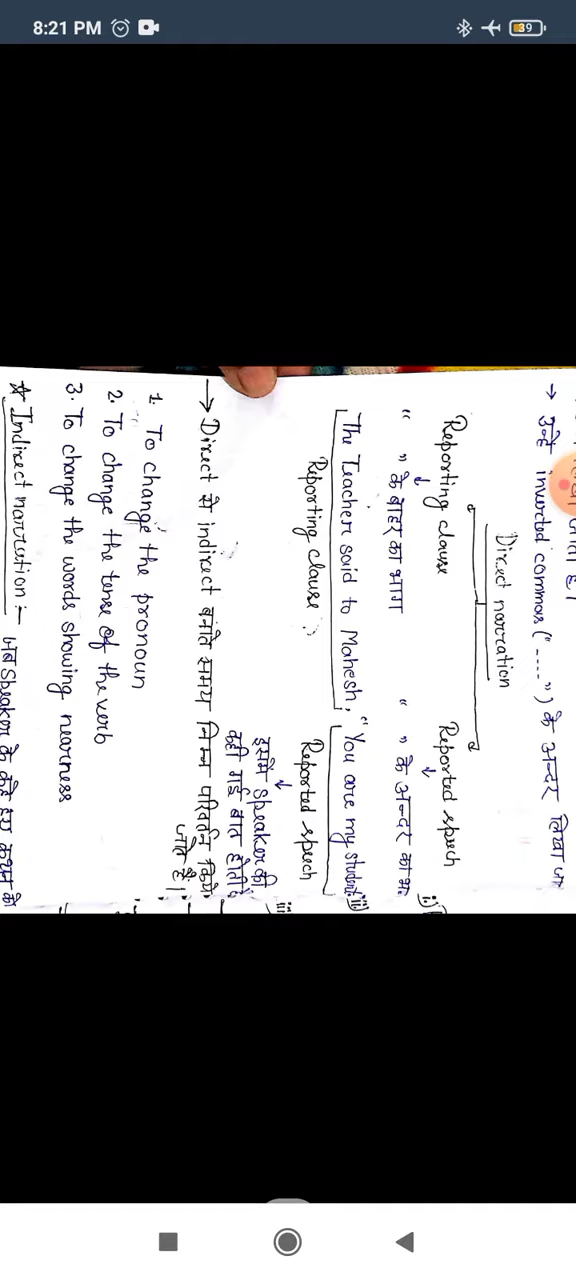 8:21 PM
39
जाता है।
→ उन्हे inverted commas ("----") के अन्दर लिखा जा
Direct narration
Reporting clause Reported speech
↓ ↓
" " के बाहर का भाग " " के अन्दर का भा
i)
The Teacher said to Mahesh, "You are my student
ii)
Reporting clause Reported speech
↓
इसमें speaker की
कही गई बात होती है
iii
→ Direct से indirect बनाते समय निम्न परिवर्तन किये
जाते हैं।
1. To change the pronoun
2. To change the tense of the verb
3. To change the words showing nearness
☆ Indirect narration :- जब speaker के कहे हुए कथन को